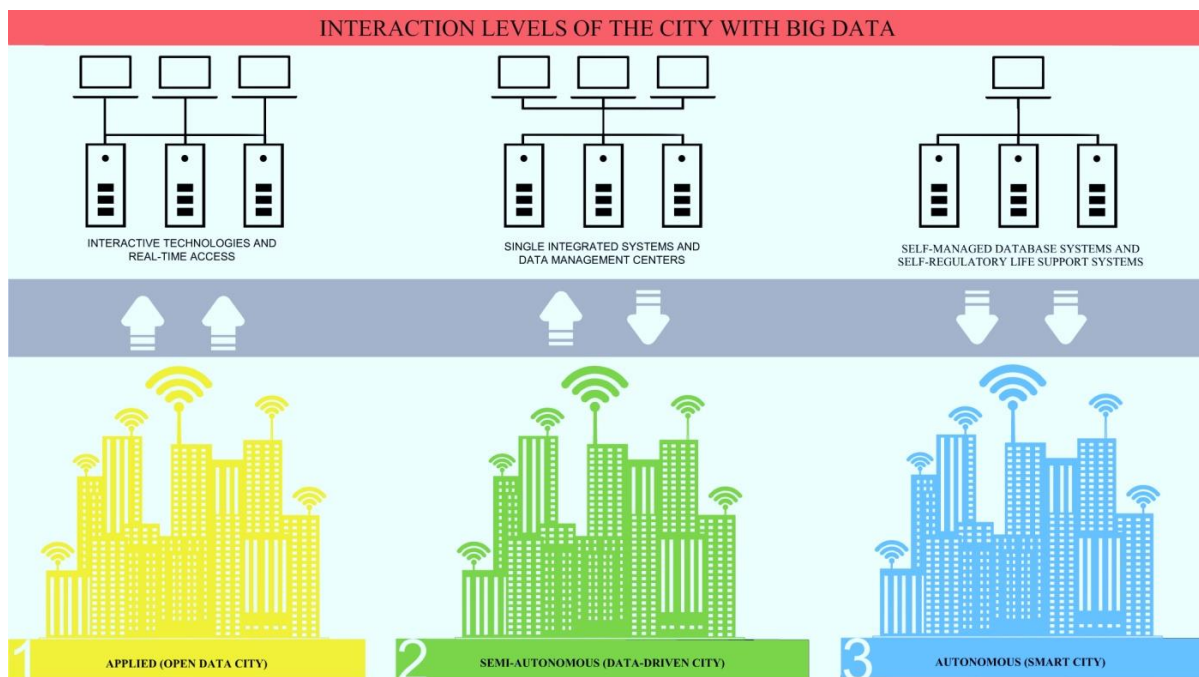 INTERACTION LEVELS OF THE CITY WITH BIG DATA
INTERACTIVE TECHNOLOGIES AND
REAL-TIME ACCESS
SINGLE INTEGRATED SYSTEMS AND
DATA MANAGEMENT CENTERS
SELF-MANAGED DATABASE SYSTEMS AND
SELF-REGULATORY LIFE SUPPORT SYSTEMS
1 APPLIED (OPEN DATA CITY)
2 SEMI-AUTONOMOUS (DATA-DRIVEN CITY)
3 AUTONOMOUS (SMART CITY)